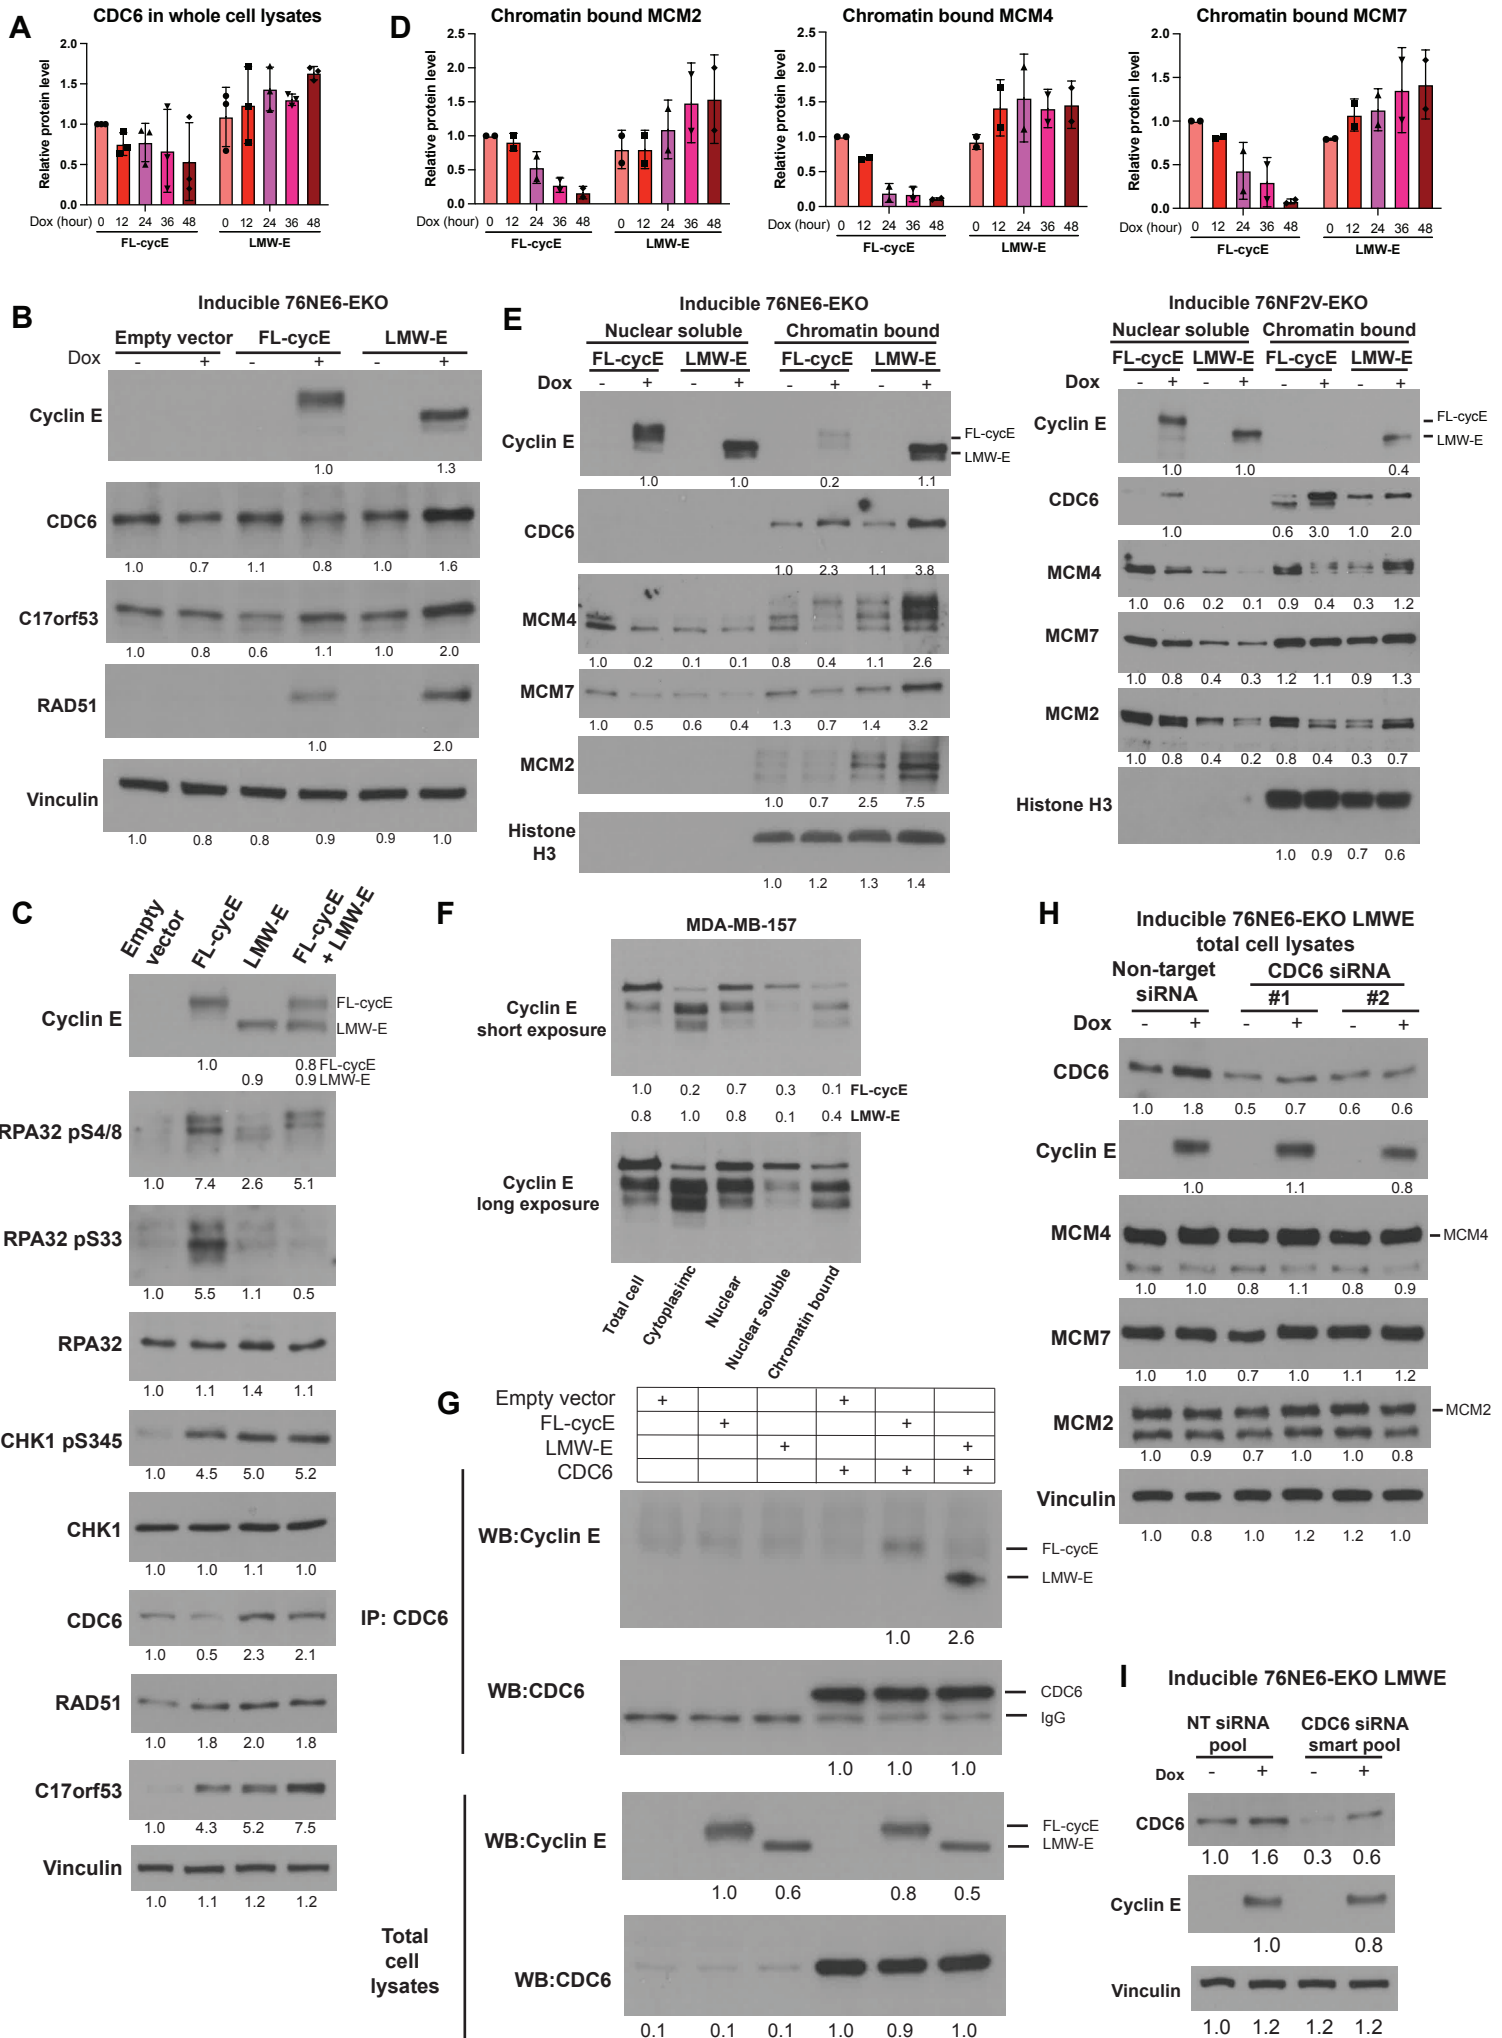 A
CDC6 in whole cell lysates
Relative protein level
2.0
1.5
1.0
0.5
0.0
Dox (hour) 0 12 24 36 48 0 12 24 36 48
FL-cycE LMW-E
D
Chromatin bound MCM2
Relative protein level
2.5
2.0
1.5
1.0
0.5
0.0
Dox (hour) 0 12 24 36 48 0 12 24 36 48
FL-cycE LMW-E
Chromatin bound MCM4
Relative protein level
2.5
2.0
1.5
1.0
0.5
0.0
Dox (hour) 0 12 24 36 48 0 12 24 36 48
FL-cycE LMW-E
Chromatin bound MCM7
Relative protein level
2.0
1.5
1.0
0.5
0.0
Dox (hour) 0 12 24 36 48 0 12 24 36 48
FL-cycE LMW-E
B
Inducible 76NE6-EKO
Empty vector FL-cycE LMW-E
Dox - + - + - +
Cyclin E
1.0 1.3
CDC6
1.0 0.7 1.1 0.8 1.0 1.6
C17orf53
1.0 0.8 0.6 1.1 1.0 2.0
RAD51
1.0 2.0
Vinculin
1.0 0.8 0.8 0.9 0.9 1.0
E
Inducible 76NE6-EKO
Nuclear soluble Chromatin bound
FL-cycE LMW-E FL-cycE LMW-E
Dox - + - + - + - +
Cyclin E
FL-cycE
LMW-E
1.0 1.0 0.2 1.1
CDC6
1.0 2.3 1.1 3.8
MCM4
1.0 0.2 0.1 0.1 0.8 0.4 1.1 2.6
MCM7
1.0 0.5 0.6 0.4 1.3 0.7 1.4 3.2
MCM2
1.0 0.7 2.5 7.5
Histone
H3
1.0 1.2 1.3 1.4
Inducible 76NF2V-EKO
Nuclear soluble Chromatin bound
FL-cycE LMW-E FL-cycE LMW-E
Dox - + - + - + - +
Cyclin E
FL-cycE
LMW-E
1.0 1.0 0.4
CDC6
1.0 0.6 3.0 1.0 2.0
MCM4
1.0 0.6 0.2 0.1 0.9 0.4 0.3 1.2
MCM7
1.0 0.8 0.4 0.3 1.2 1.1 0.9 1.3
MCM2
1.0 0.8 0.4 0.2 0.8 0.4 0.3 0.7
Histone H3
1.0 0.9 0.7 0.6
C
Empty
vector
FL-cycE
LMW-E
FL-cycE
+ LMW-E
Cyclin E
FL-cycE
LMW-E
1.0 0.8 FL-cycE
0.9 0.9 LMW-E
RPA32 pS4/8
1.0 7.4 2.6 5.1
RPA32 pS33
1.0 5.5 1.1 0.5
RPA32
1.0 1.1 1.4 1.1
CHK1 pS345
1.0 4.5 5.0 5.2
CHK1
1.0 1.0 1.1 1.0
CDC6
1.0 0.5 2.3 2.1
RAD51
1.0 1.8 2.0 1.8
C17orf53
1.0 4.3 5.2 7.5
Vinculin
1.0 1.1 1.2 1.2
F
MDA-MB-157
Cyclin E
short exposure
1.0 0.2 0.7 0.3 0.1 FL-cycE
0.8 1.0 0.8 0.1 0.4 LMW-E
Cyclin E
long exposure
Total cell
Cytoplasimc
Nuclear
Nuclear soluble
Chromatin bound
G
Empty vector + +
FL-cycE + +
LMW-E + +
CDC6 + + +
IP: CDC6
WB:Cyclin E
FL-cycE
LMW-E
1.0 2.6
WB:CDC6
CDC6
IgG
1.0 1.0 1.0
Total
cell
lysates
WB:Cyclin E
FL-cycE
LMW-E
1.0 0.6 0.8 0.5
WB:CDC6
0.1 0.1 0.1 1.0 0.9 1.0
H
Inducible 76NE6-EKO LMWE
total cell lysates
Non-target
siRNA
CDC6 siRNA
#1 #2
Dox - + - + - +
CDC6
1.0 1.8 0.5 0.7 0.6 0.6
Cyclin E
1.0 1.1 0.8
MCM4
MCM4
1.0 1.0 0.8 1.1 0.8 0.9
MCM7
1.0 1.0 0.7 1.0 1.1 1.2
MCM2
MCM2
1.0 0.9 0.7 1.0 1.0 0.8
Vinculin
1.0 0.8 1.0 1.2 1.2 1.0
I
Inducible 76NE6-EKO LMWE
NT siRNA
pool
CDC6 siRNA
smart pool
Dox - + - +
CDC6
1.0 1.6 0.3 0.6
Cyclin E
1.0 0.8
Vinculin
1.0 1.2 1.2 1.2